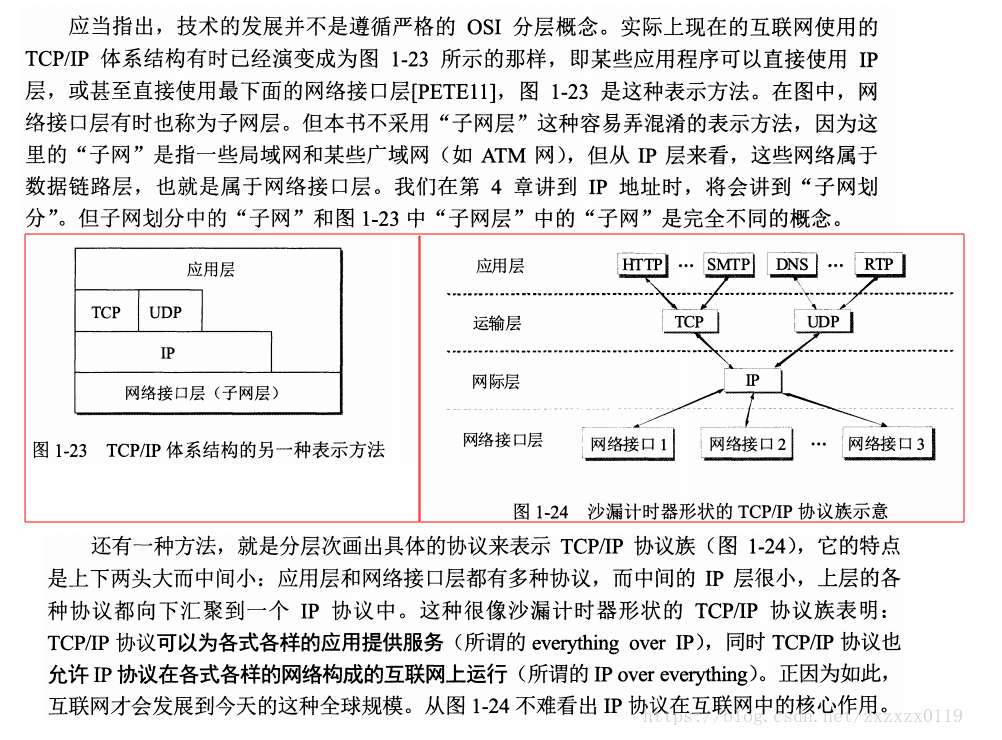 应当指出，技术的发展并不是遵循严格的 OSI 分层概念。实际上现在的互联网使用的
TCP/IP 体系结构有时已经演变成为图 1-23 所示的那样，即某些应用程序可以直接使用 IP
层，或甚至直接使用最下面的网络接口层[PETE11]，图 1-23 是这种表示方法。在图中，网
络接口层有时也称为子网层。但本书不采用“子网层”这种容易弄混淆的表示方法，因为这
里的“子网”是指一些局域网和某些广域网（如 ATM 网），但从 IP 层来看，这些网络属于
数据链路层，也就是属于网络接口层。我们在第 4 章讲到 IP 地址时，将会讲到“子网划
分”。但子网划分中的“子网”和图 1-23 中“子网层”中的“子网”是完全不同的概念。
应用层
TCP UDP
IP
网络接口层（子网层）
图 1-23 TCP/IP 体系结构的另一种表示方法
应用层 HTTP … SMTP DNS … RTP
运输层 TCP UDP
网际层 IP
网络接口层 网络接口 1 网络接口 2 … 网络接口 3
图 1-24 沙漏计时器形状的 TCP/IP 协议族示意
还有一种方法，就是分层次画出具体的协议来表示 TCP/IP 协议族（图 1-24），它的特点
是上下两头大而中间小：应用层和网络接口层都有多种协议，而中间的 IP 层很小，上层的各
种协议都向下汇聚到一个 IP 协议中。这种很像沙漏计时器形状的 TCP/IP 协议族表明：
TCP/IP 协议可以为各式各样的应用提供服务（所谓的 everything over IP），同时 TCP/IP 协议也
允许 IP 协议在各式各样的网络构成的互联网上运行（所谓的 IP over everything）。正因为如此，
互联网才会发展到今天的这种全球规模。从图 1-24 不难看出 IP 协议在互联网中的核心作用。
https://blog.csdn.net/zxzxzx0119